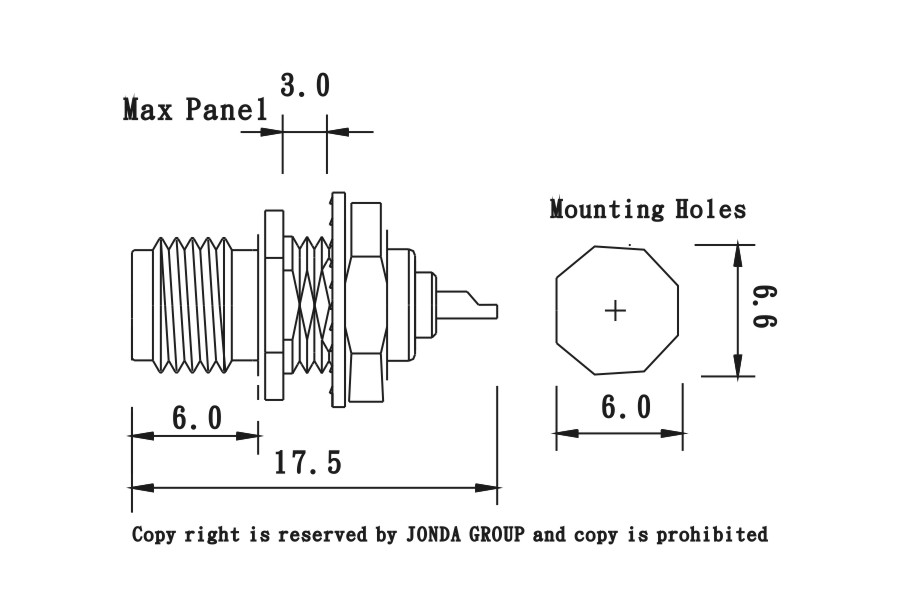 3.0
Max Panel
Mounting Holes
6.6
6.0
6.0
17.5
Copy right is reserved by JONDA GROUP and copy is prohibited